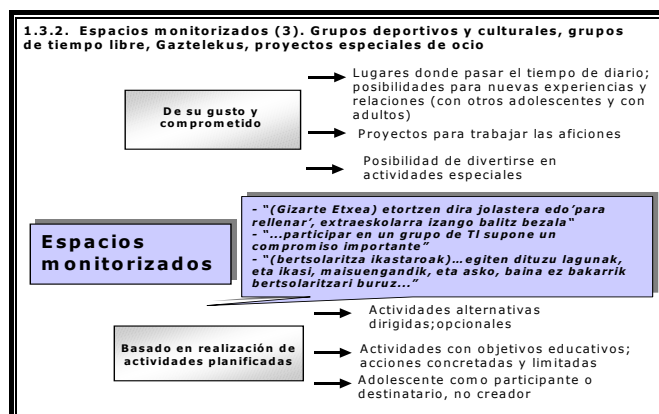 1.3.2. Espacios monitorizados (3). Grupos deportivos y culturales, grupos
de tiempo libre, Gaztelekus, proyectos especiales de ocio
Lugares donde pasar el tiempo de diario;
posibilidades para nuevas experiencias y
relaciones (con otros adolescentes y con
adultos)
De su gusto y
comprometido
Proyectos para trabajar las aficiones
Posibilidad de divertirse en
actividades especiales
Espacios
monitorizados
- “(Gizarte Etxea) etortzen dira jolastera edo’para
rellenar’, extraeskolarra izango balitz bezala“
- “...participar en un grupo de TI supone un
compromiso importante”
- “(bertsolaritza ikastaroak)…egiten dituzu lagunak,
eta ikasi, maisuengandik, eta asko, baina ez bakarrik
bertsolaritzari buruz...”
Actividades alternativas
dirigidas;opcionales
Basado en realización de
actividades planificadas
Actividades con objetivos educativos;
acciones concretadas y limitadas
Adolescente como participante o
destinatario, no creador